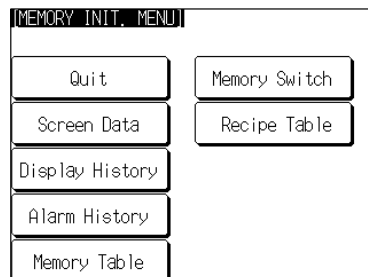 [MEMORY INIT. MENU]
Quit
Memory Switch
Screen Data
Recipe Table
Display History
Alarm History
Memory Table